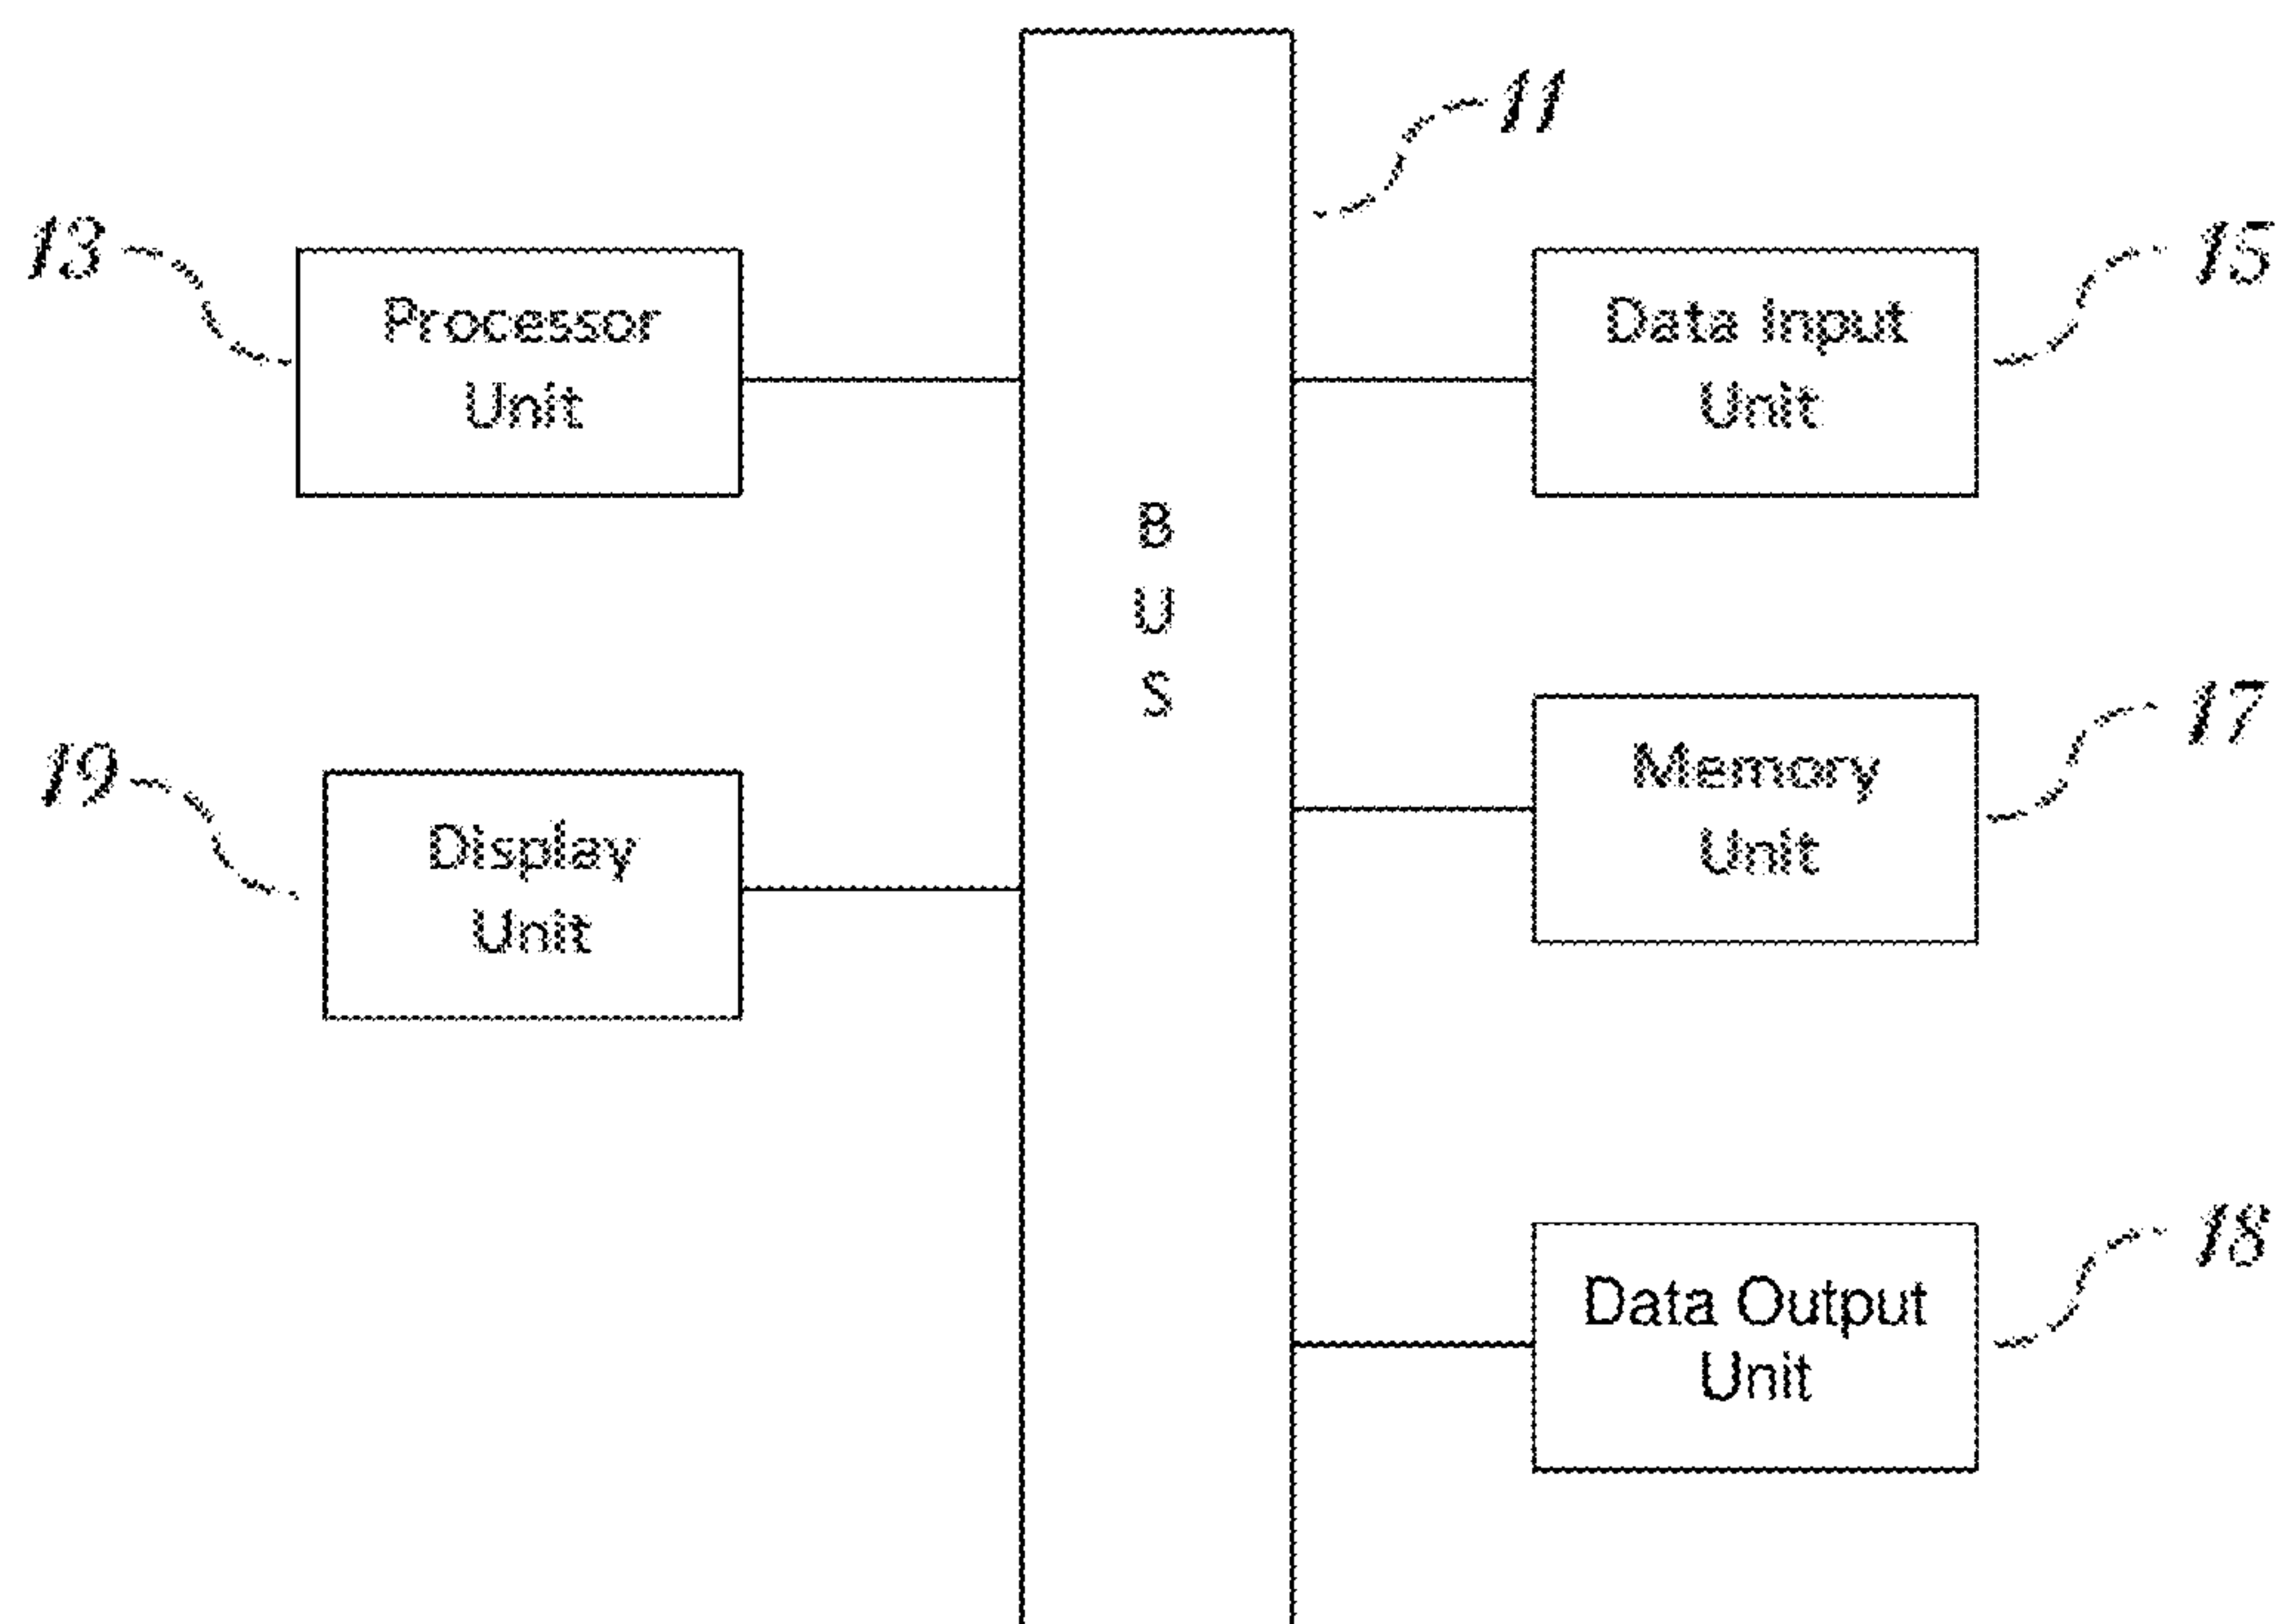 11
13
Processor
Unit
Data Input
Unit
15
B
U
S
19
Display
Unit
Memory
Unit
17
Data Output
Unit
18